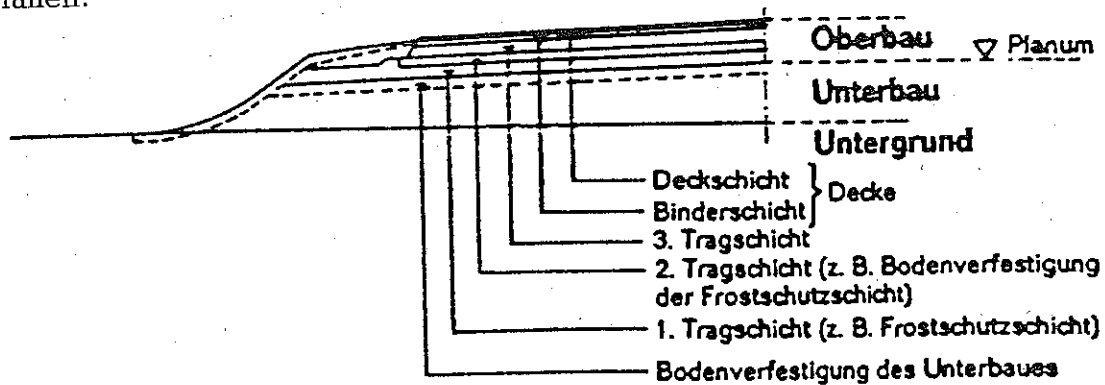 Oberbau
Planum
Unterbau
Untergrund
Deckschicht
Decke
Binderschicht
3. Tragschicht
2. Tragschicht (z. B. Bodenverfestigung
der Frostschutzschicht)
1. Tragschicht (z. B. Frostschutzschicht)
Bodenverfestigung des Unterbaues